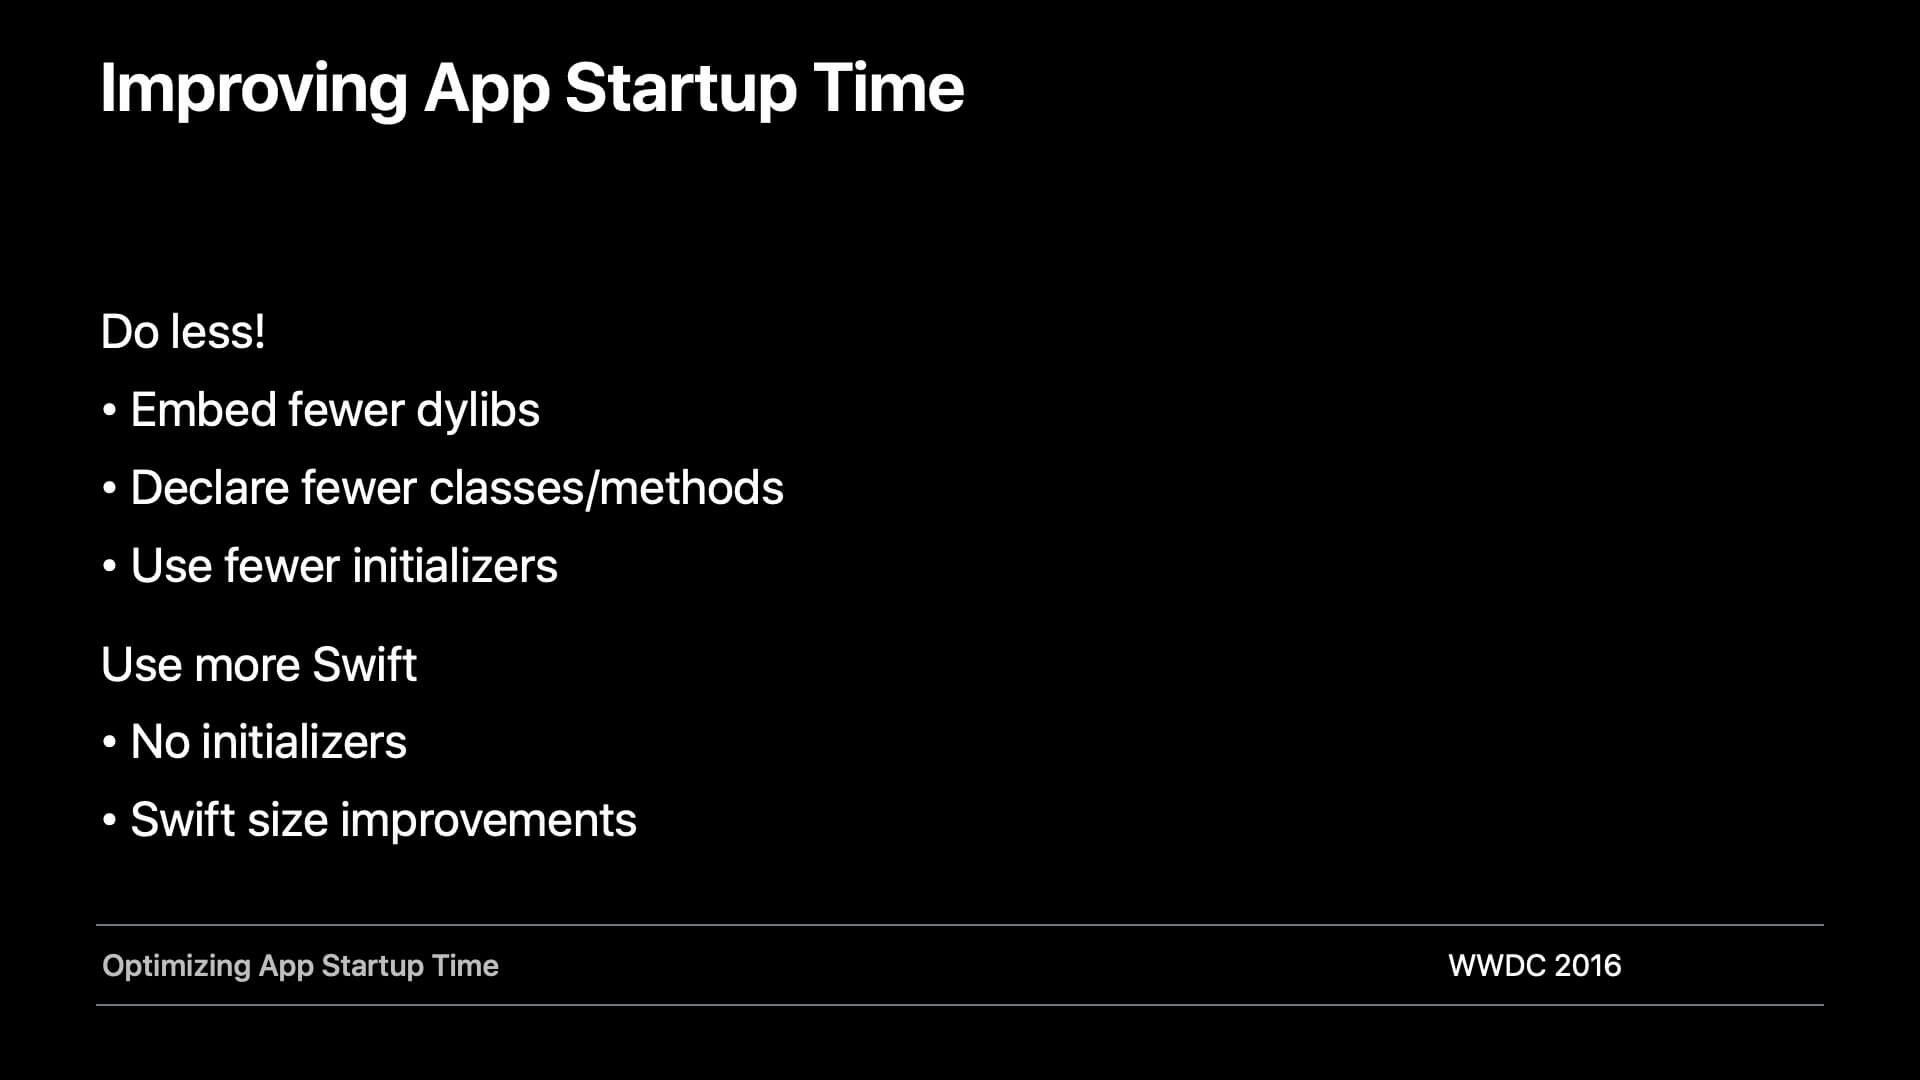 Improving App Startup Time
Do less!
• Embed fewer dylibs
• Declare fewer classes/methods
• Use fewer initializers
Use more Swift
• No initializers
• Swift size improvements
Optimizing App Startup Time
WWDC 2016